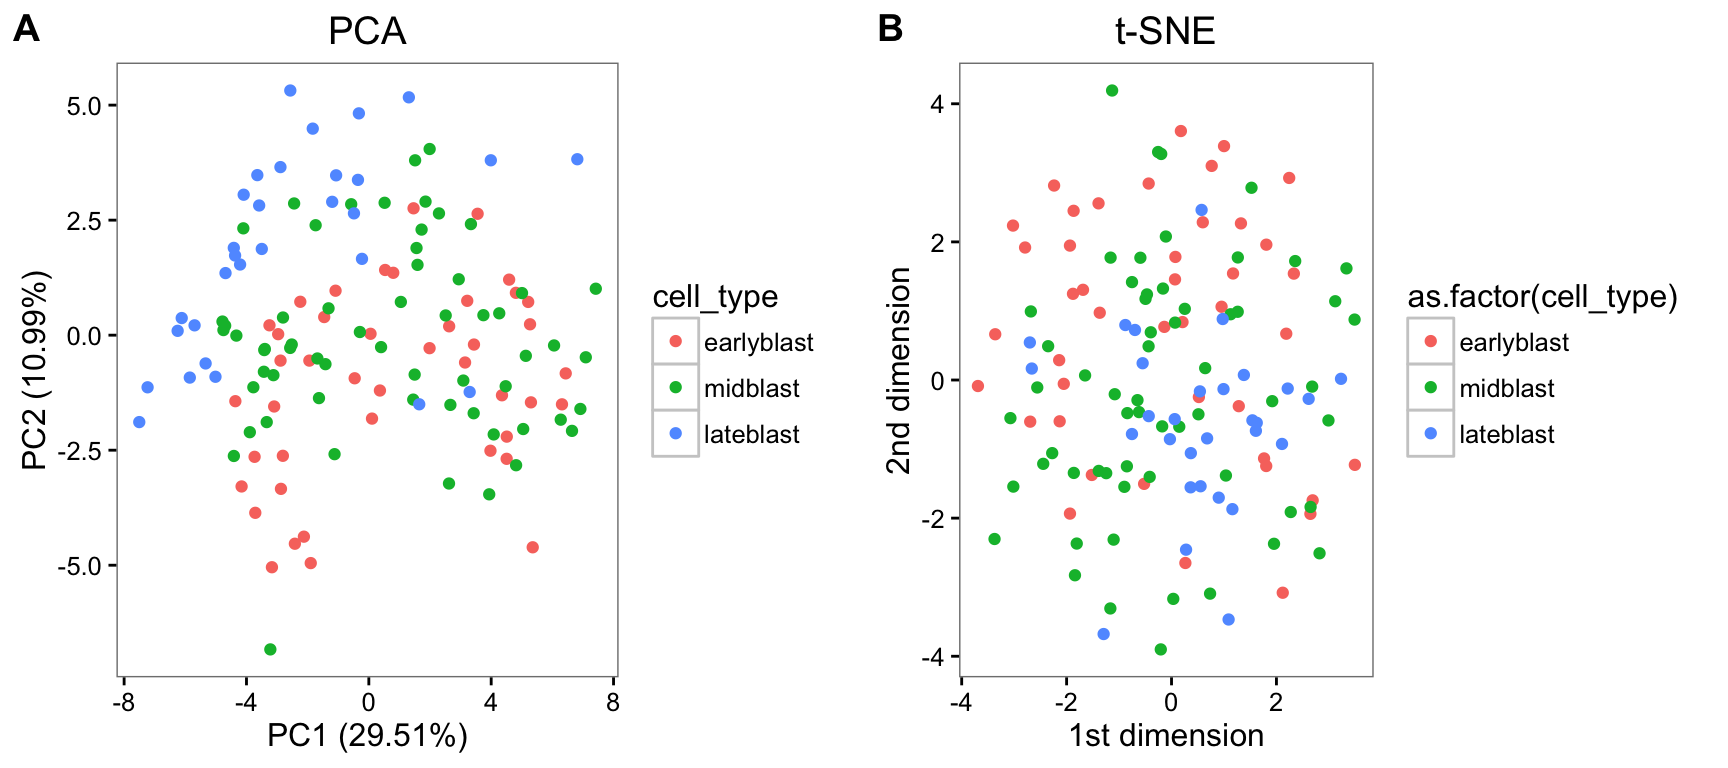 A
PCA
5.0
2.5
0.0
-2.5
-5.0
PC2 (10.99%)
-8
-4
0
4
8
PC1 (29.51%)
cell_type
earlyblast
midblast
lateblast
B
t-SNE
4
2
0
-2
-4
2nd dimension
-4
-2
0
2
1st dimension
as.factor(cell_type)
earlyblast
midblast
lateblast